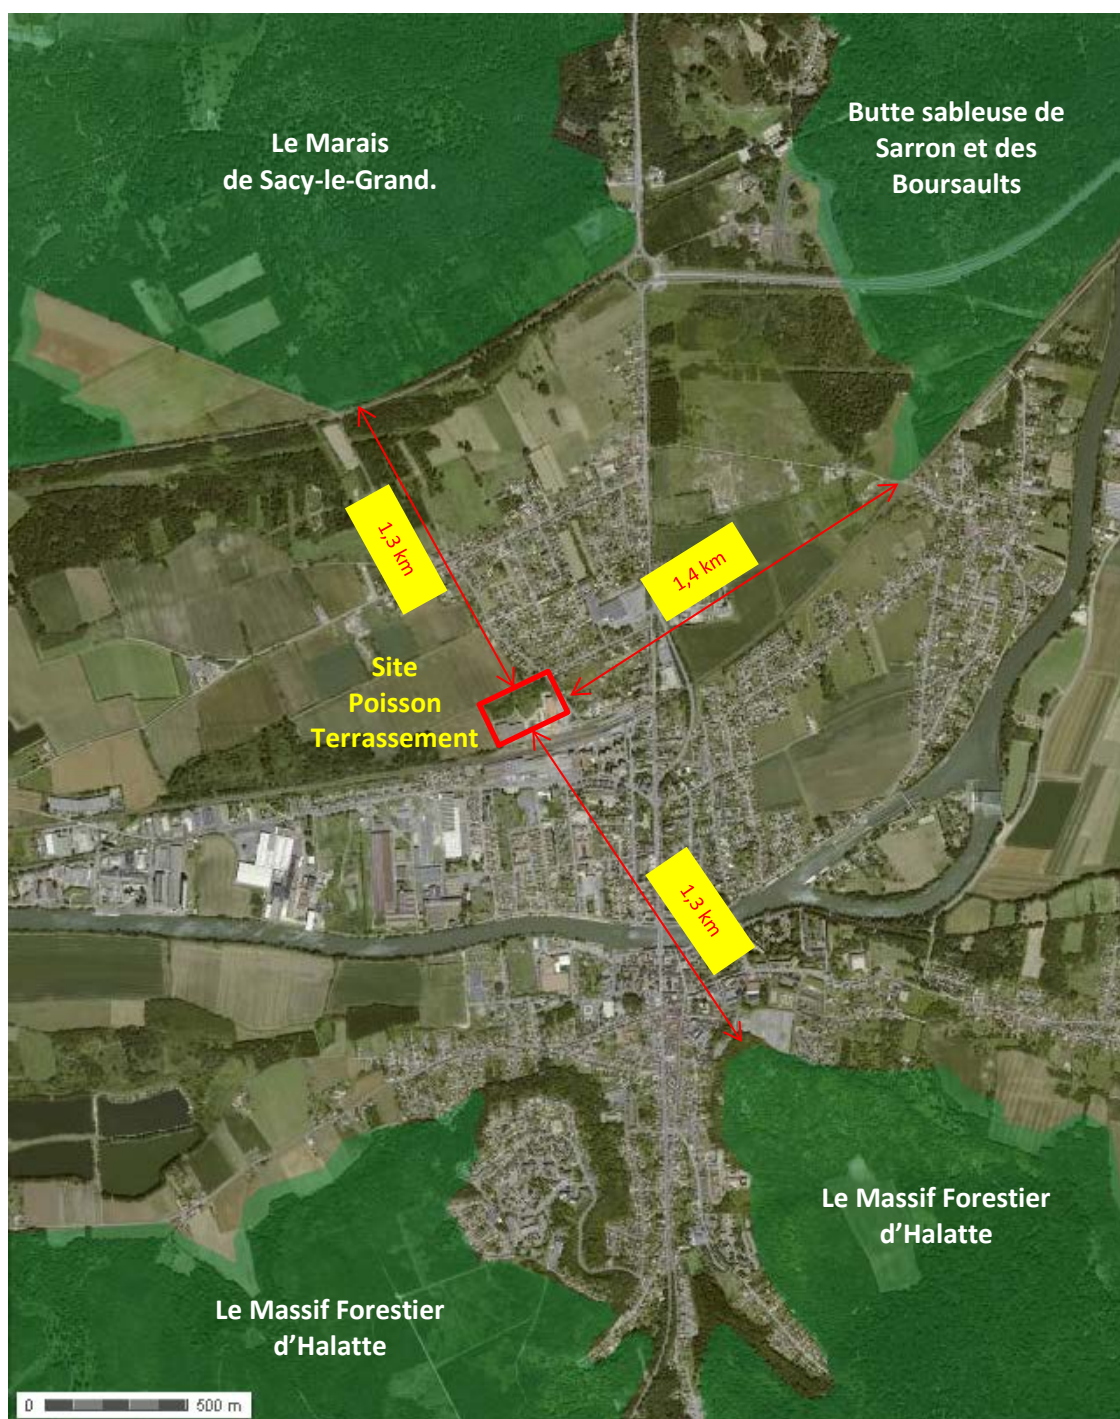 Le Marais
de Sacy-le-Grand.
Butte sableuse de
Sarron et des
Boursaults
1,3 km
1,4 km
Site
Poisson
Terrassement
1,3 km
Le Massif Forestier
d’Halatte
Le Massif Forestier
d’Halatte
0 500 m